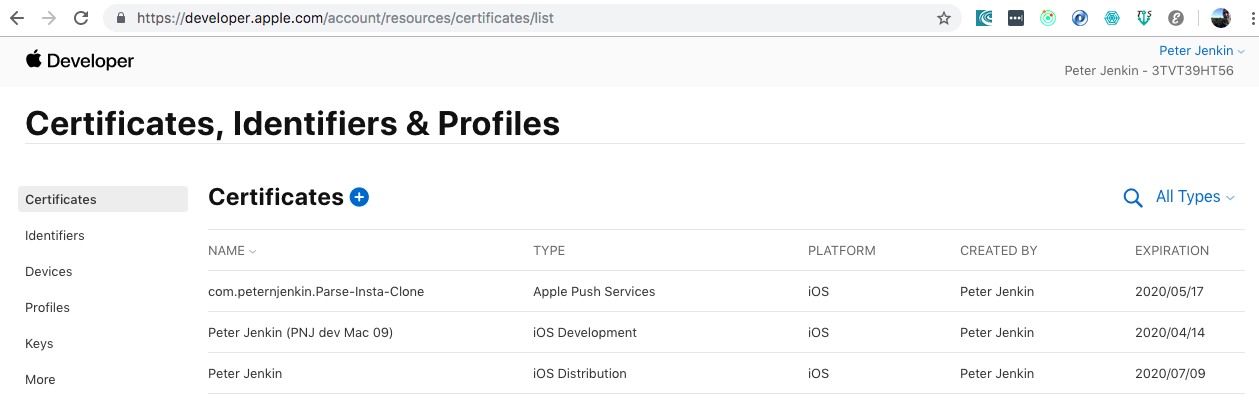 https://developer.apple.com/account/resources/certificates/list
Developer
Peter Jenkin
Peter Jenkin - 3TVT39HT56
Certificates, Identifiers & Profiles
Certificates
Identifiers
Devices
Profiles
Keys
More
Certificates
All Types
NAME TYPE PLATFORM CREATED BY EXPIRATION
com.peternjenkin.Parse-Insta-Clone Apple Push Services iOS Peter Jenkin 2020/05/17
Peter Jenkin (PNJ dev Mac 09) iOS Development iOS Peter Jenkin 2020/04/14
Peter Jenkin iOS Distribution iOS Peter Jenkin 2020/07/09